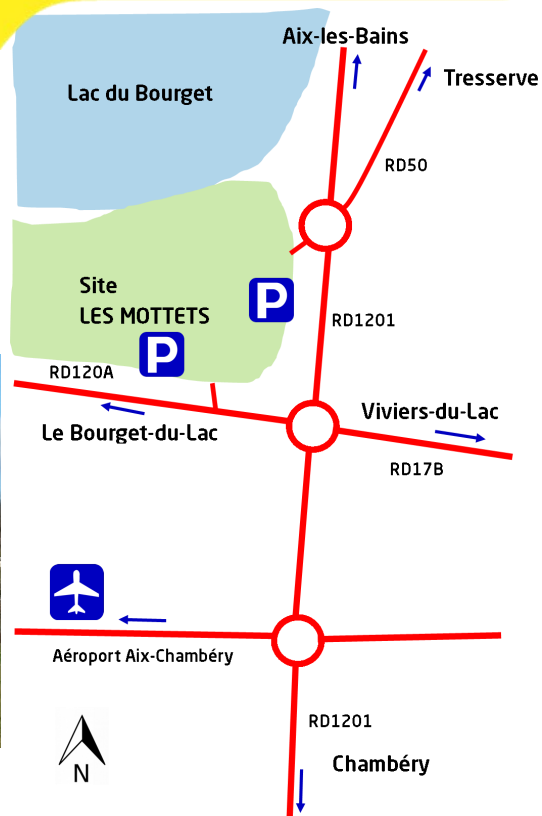 Aix-les-Bains
Tresserve
Lac du Bourget
RD50
Site
LES MOTTETS
P
RD1201
P
RD120A
Viviers-du-Lac
Le Bourget-du-Lac
RD17B
Aéroport Aix-Chambéry
RD1201
Chambéry
N